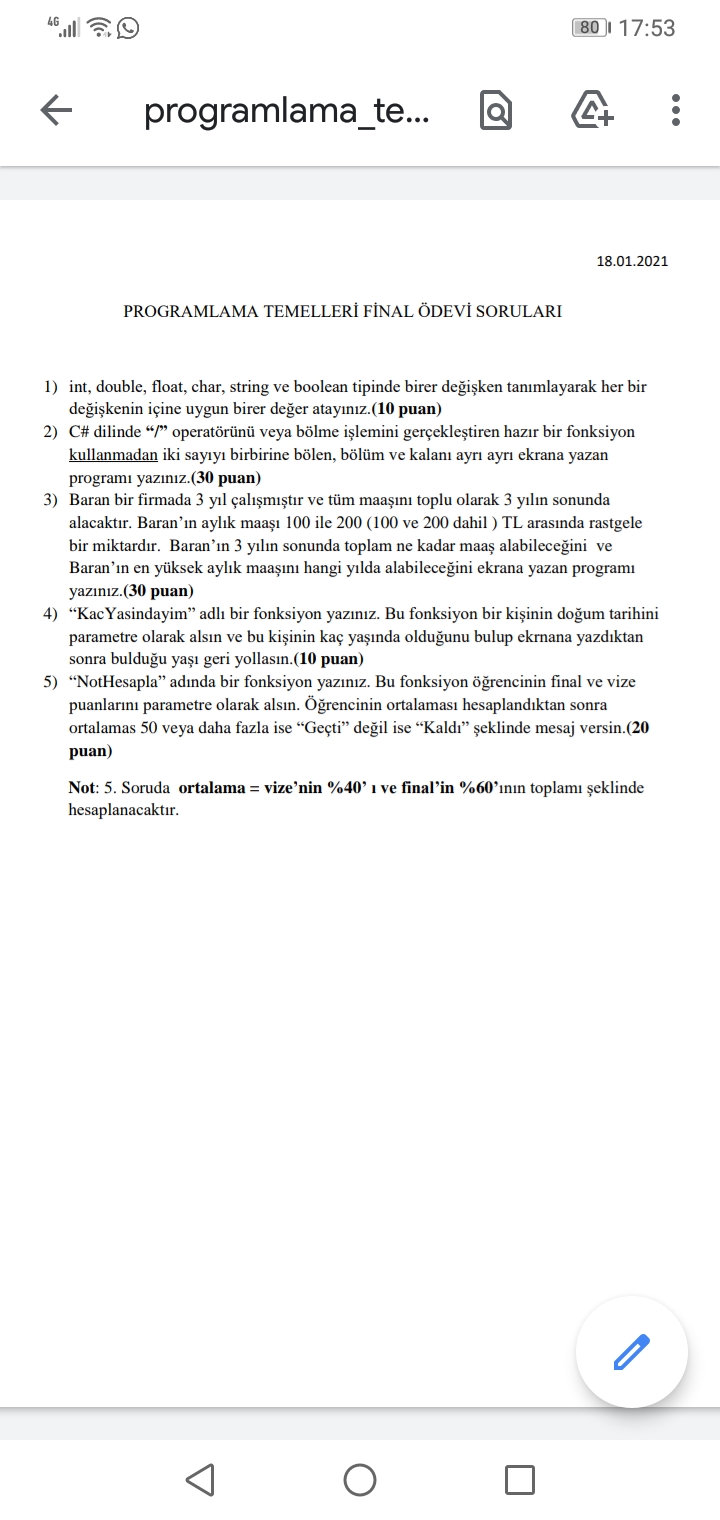 4G 80 17:53
programlama_te...
18.01.2021
PROGRAMLAMA TEMELLERİ FİNAL ÖDEVİ SORULARI
1) int, double, float, char, string ve boolean tipinde birer değişken tanımlayarak her bir
değişkenin içine uygun birer değer atayınız.(10 puan)
2) C# dilinde “/” operatörünü veya bölme işlemini gerçekleştiren hazır bir fonksiyon
kullanmadan iki sayıyı birbirine bölen, bölüm ve kalanı ayrı ayrı ekrana yazan
programı yazınız.(30 puan)
3) Baran bir firmada 3 yıl çalışmıştır ve tüm maaşını toplu olarak 3 yılın sonunda
alacaktır. Baran’ın aylık maaşı 100 ile 200 (100 ve 200 dahil ) TL arasında rastgele
bir miktardır. Baran’ın 3 yılın sonunda toplam ne kadar maaş alabileceğini ve
Baran’ın en yüksek aylık maaşını hangi yılda alabileceğini ekrana yazan programı
yazınız.(30 puan)
4) “KacYasindayim” adlı bir fonksiyon yazınız. Bu fonksiyon bir kişinin doğum tarihini
parametre olarak alsın ve bu kişinin kaç yaşında olduğunu bulup ekrnana yazdıktan
sonra bulduğu yaşı geri yollasın.(10 puan)
5) “NotHesapla” adında bir fonksiyon yazınız. Bu fonksiyon öğrencinin final ve vize
puanlarını parametre olarak alsın. Öğrencinin ortalaması hesaplandıktan sonra
ortalamas 50 veya daha fazla ise “Geçti” değil ise “Kaldı” şeklinde mesaj versin.(20
puan)
Not: 5. Soruda ortalama = vize’nin %40’ ı ve final’in %60’ının toplamı şeklinde
hesaplanacaktır.